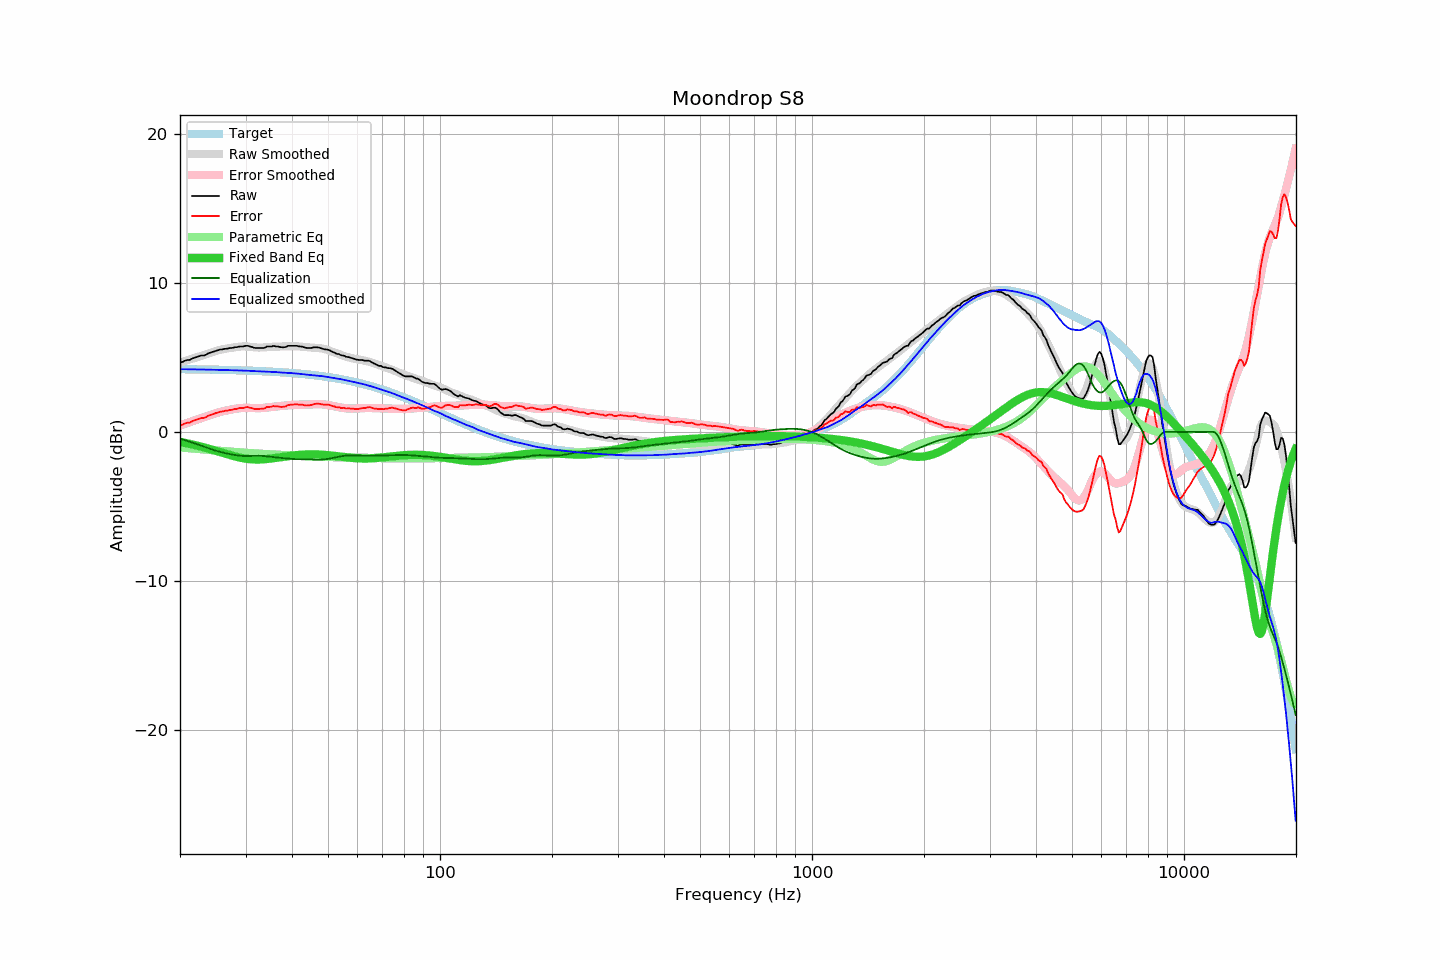 Moondrop S8
20
10
0
−10
−20
Amplitude (dBr)
Target
Raw Smoothed
Error Smoothed
Raw
Error
Parametric Eq
Fixed Band Eq
Equalization
Equalized smoothed
100
1000
10000
Frequency (Hz)